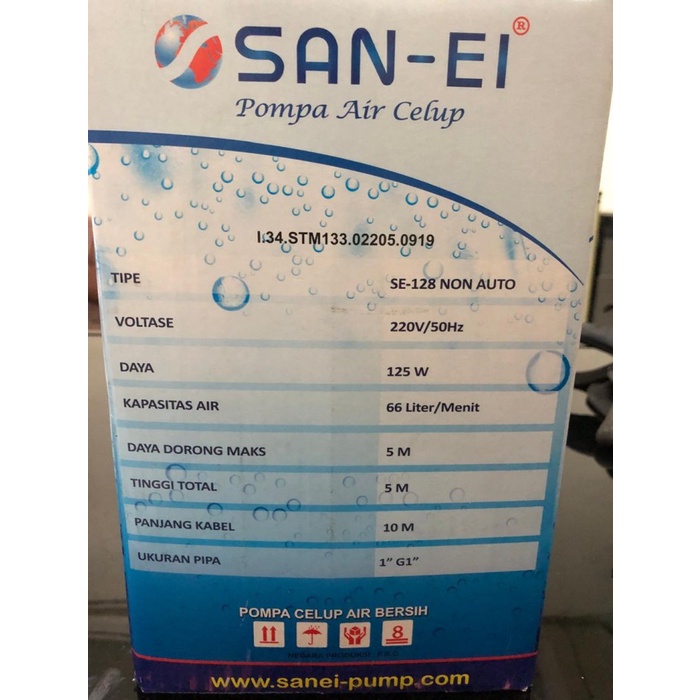 SAN-EI®
Pompa Air Celup
I.34.STM133.02205.0919
TIPE SE-128 NON AUTO
VOLTASE 220V/50Hz
DAYA 125 W
KAPASITAS AIR 66 Liter/Menit
DAYA DORONG MAKS 5 M
TINGGI TOTAL 5 M
PANJANG KABEL 10 M
UKURAN PIPA 1" G1"
POMPA CELUP AIR BERSIH
8
NEGARA PRODUKSI P.R.C
www.sanei-pump.com